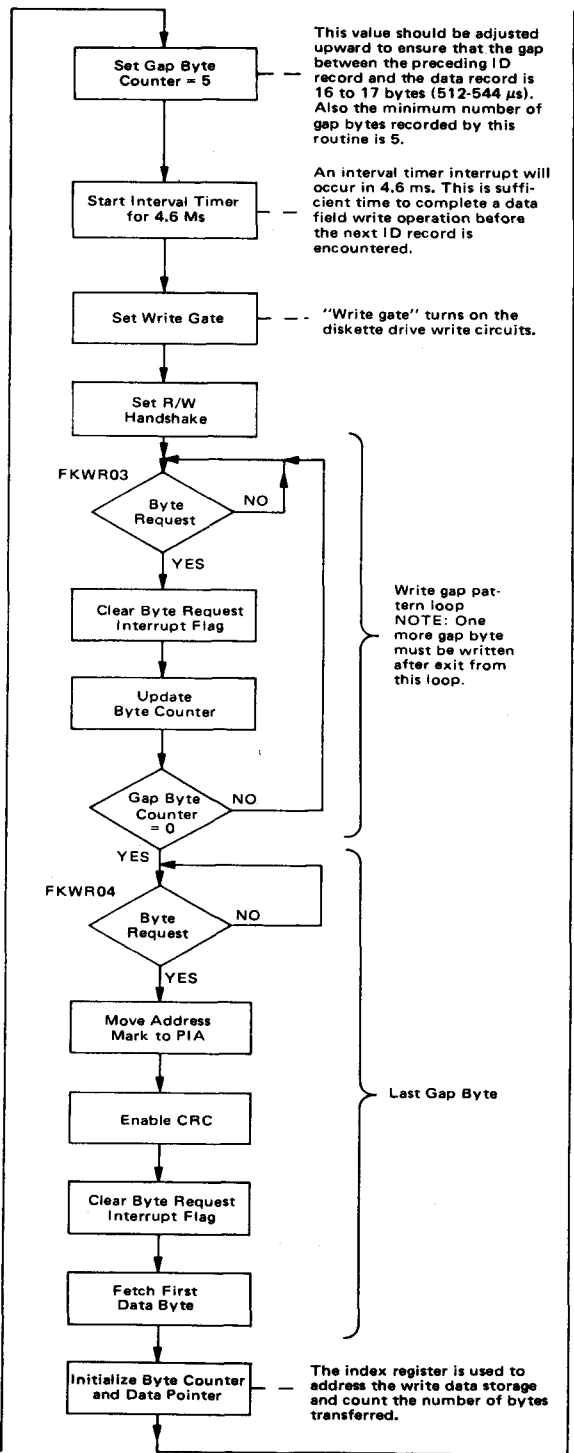 Set Gap Byte
Counter = 5
This value should be adjusted
upward to ensure that the gap
between the preceding ID
record and the data record is
16 to 17 bytes (512-544 µs).
Also the minimum number of
gap bytes recorded by this
routine is 5.
Start Interval Timer
for 4.6 Ms
An interval timer interrupt will
occur in 4.6 ms. This is suffi-
cient time to complete a data
field write operation before
the next ID record is
encountered.
Set Write Gate
"Write gate" turns on the
diskette drive write circuits.
Set R/W
Handshake
FKWR03
Byte
Request
NO
YES
Clear Byte Request
Interrupt Flag
Update
Byte Counter
Gap Byte
Counter
= 0
NO
YES
Write gap pat-
tern loop
NOTE: One
more gap byte
must be written
after exit from
this loop.
FKWR04
Byte
Request
NO
YES
Move Address
Mark to PIA
Enable CRC
Clear Byte Request
Interrupt Flag
Fetch First
Data Byte
Last Gap Byte
Initialize Byte Counter
and Data Pointer
The index register is used to
address the write data storage
and count the number of bytes
transferred.